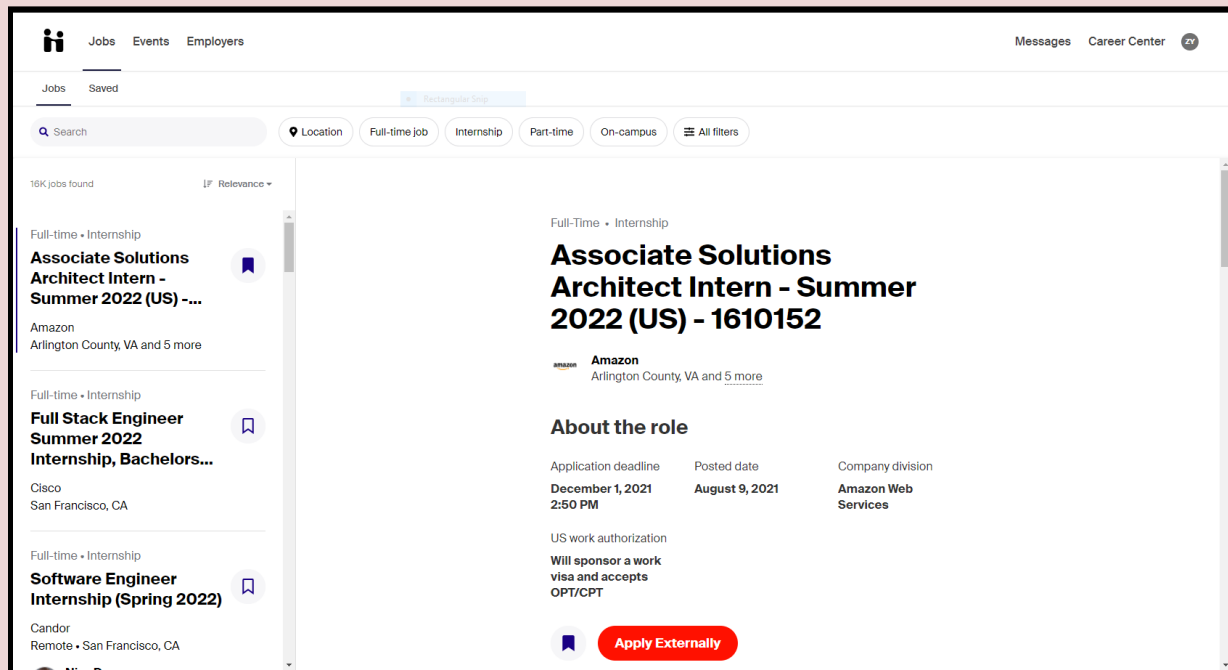 Jobs Events Employers
Messages Career Center ZY
Jobs Saved
Rectangular Snip
Search
Location Full-time job Internship Part-time On-campus All filters
16K jobs found Relevance
Full-time • Internship
Associate Solutions
Architect Intern -
Summer 2022 (US) -...
Amazon
Arlington County, VA and 5 more
Full-time • Internship
Full Stack Engineer
Summer 2022
Internship, Bachelors...
Cisco
San Francisco, CA
Full-time • Internship
Software Engineer
Internship (Spring 2022)
Candor
Remote • San Francisco, CA
Full-Time • Internship
Associate Solutions
Architect Intern - Summer
2022 (US) - 1610152
amazon
Amazon
Arlington County, VA and 5 more
About the role
Application deadline Posted date Company division
December 1, 2021 August 9, 2021 Amazon Web
2:50 PM Services
US work authorization
Will sponsor a work
visa and accepts
OPT/CPT
Apply Externally